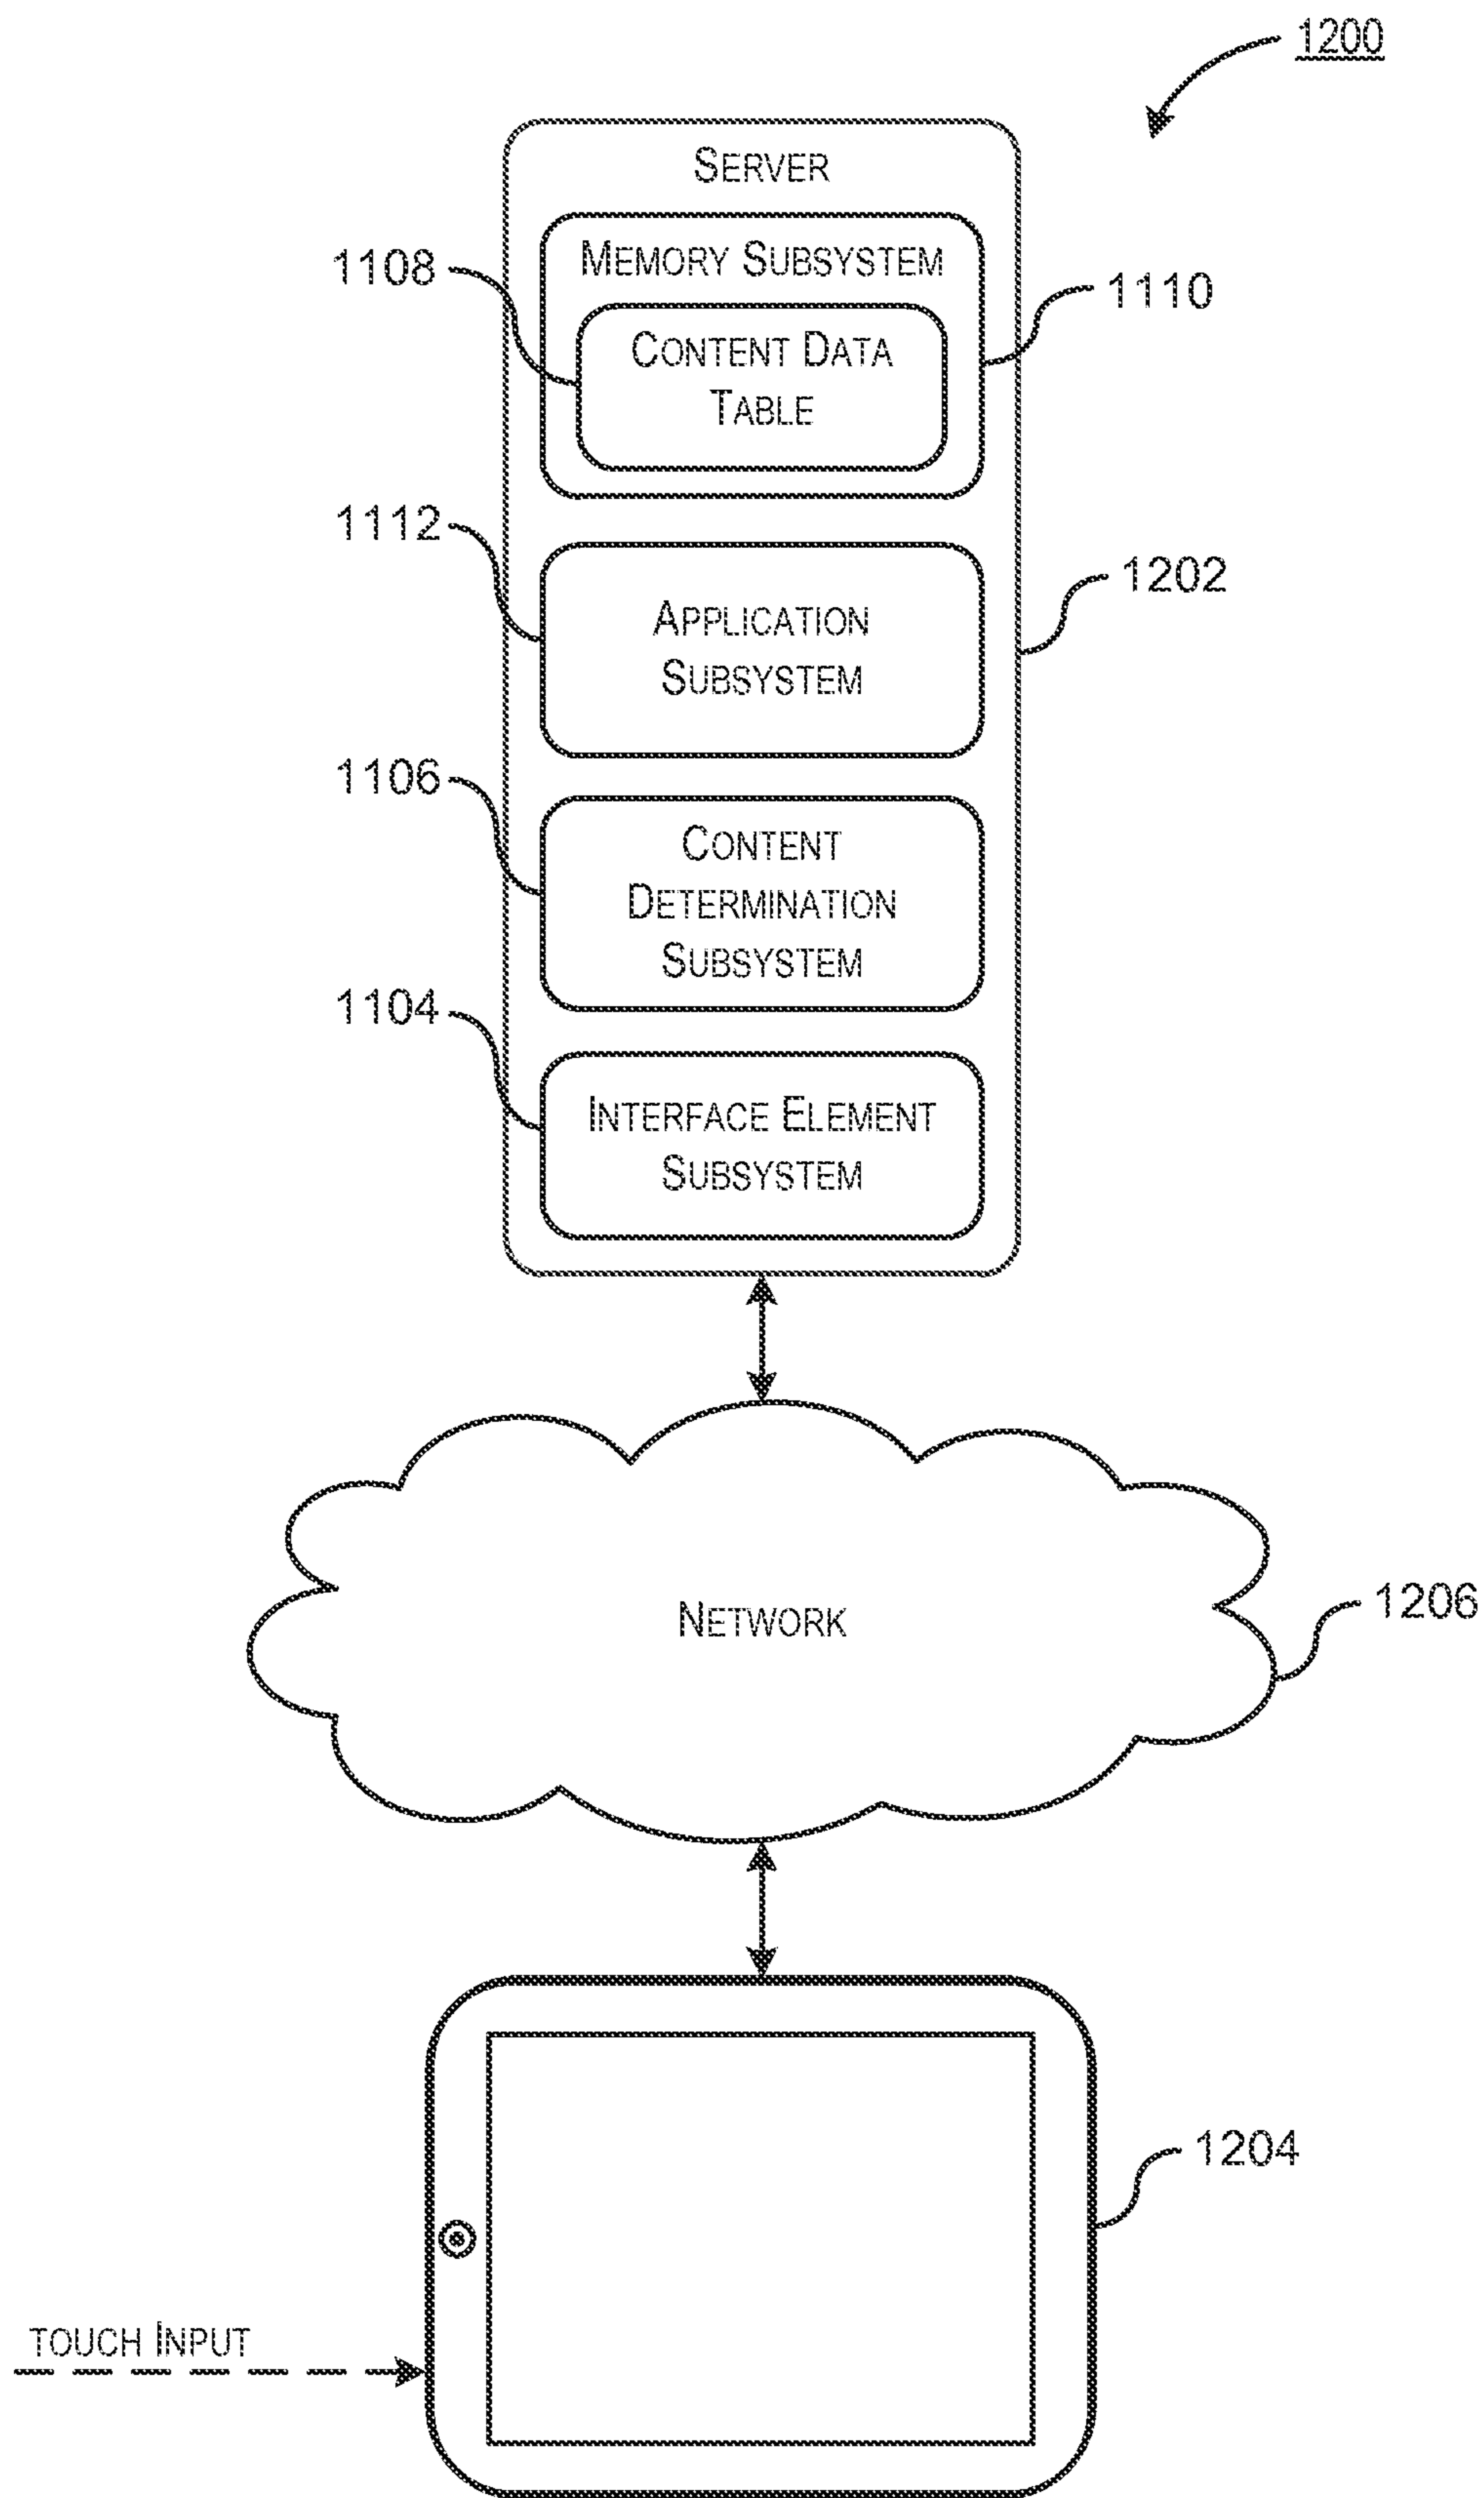 1200
SERVER
MEMORY SUBSYSTEM
1108
1110
CONTENT DATA
TABLE
1112
1202
APPLICATION
SUBSYSTEM
1106
CONTENT
DETERMINATION
SUBSYSTEM
1104
INTERFACE ELEMENT
SUBSYSTEM
NETWORK
1206
1204
TOUCH INPUT